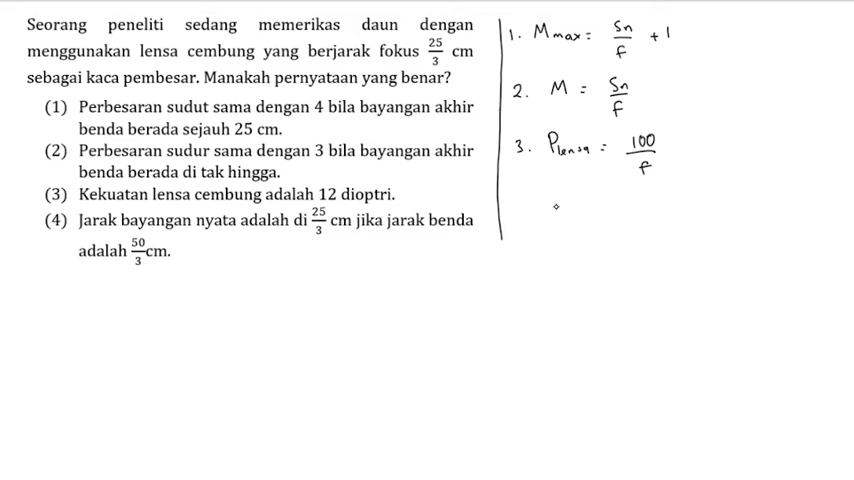 Seorang peneliti sedang memerikas daun dengan
menggunakan lensa cembung yang berjarak fokus 25/3 cm
sebagai kaca pembesar. Manakah pernyataan yang benar?
(1) Perbesaran sudut sama dengan 4 bila bayangan akhir
benda berada sejauh 25 cm.
(2) Perbesaran sudur sama dengan 3 bila bayangan akhir
benda berada di tak hingga.
(3) Kekuatan lensa cembung adalah 12 dioptri.
(4) Jarak bayangan nyata adalah di 25/3 cm jika jarak benda
adalah 50/3 cm.
1. Mmax = Sn/f + 1
2. M = Sn/f
3. Plensa = 100/f